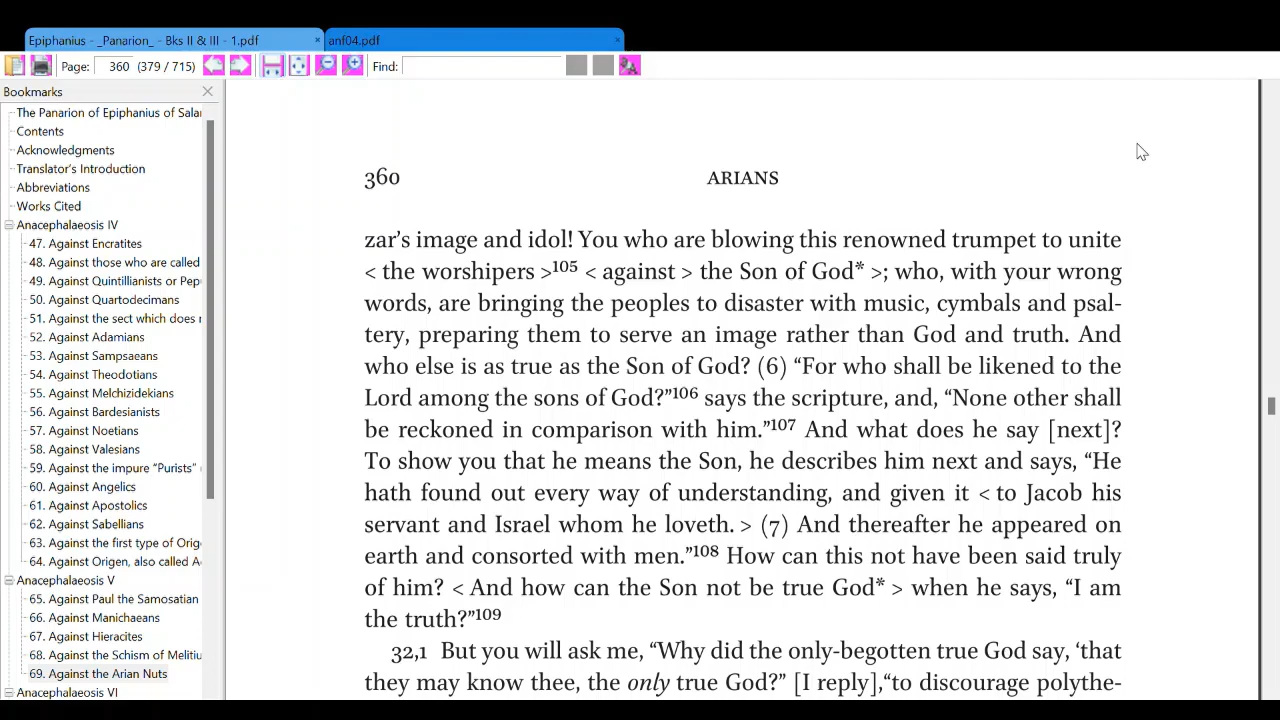 Epiphanius - _Panarion_ - Bks II & III - 1.pdf
anf04.pdf
Page: 360 (379 / 715) Find:
Bookmarks
The Panarion of Epiphanius of Salar
Contents
Acknowledgments
Translator's Introduction
Abbreviations
Works Cited
Anacephalaeosis IV
47. Against Encratites
48. Against those who are called
49. Against Quintillianists or Pep
50. Against Quartodecimans
51. Against the sect which does r
52. Against Adamians
53. Against Sampsaeans
54. Against Theodotians
55. Against Melchizidekians
56. Against Bardesianists
57. Against Noetians
58. Against Valesians
59. Against the impure "Purists" (
60. Against Angelics
61. Against Apostolics
62. Against Sabellians
63. Against the first type of Orig
64. Against Origen, also called A
Anacephalaeosis V
65. Against Paul the Samosatian
66. Against Manichaeans
67. Against Hieracites
68. Against the Schism of Melitiu
69. Against the Arian Nuts
Anacephalaeosis VI
360 ARIANS
zar's image and idol! You who are blowing this renowned trumpet to unite
< the worshipers >105 < against > the Son of God* >; who, with your wrong
words, are bringing the peoples to disaster with music, cymbals and psal-
tery, preparing them to serve an image rather than God and truth. And
who else is as true as the Son of God? (6) “For who shall be likened to the
Lord among the sons of God?”106 says the scripture, and, “None other shall
be reckoned in comparison with him.”107 And what does he say [next]?
To show you that he means the Son, he describes him next and says, “He
hath found out every way of understanding, and given it < to Jacob his
servant and Israel whom he loveth. > (7) And thereafter he appeared on
earth and consorted with men.”108 How can this not have been said truly
of him? < And how can the Son not be true God* > when he says, “I am
the truth?”109
32,1 But you will ask me, “Why did the only-begotten true God say, ‘that
they may know thee, the only true God?” [I reply],“to discourage polythe-